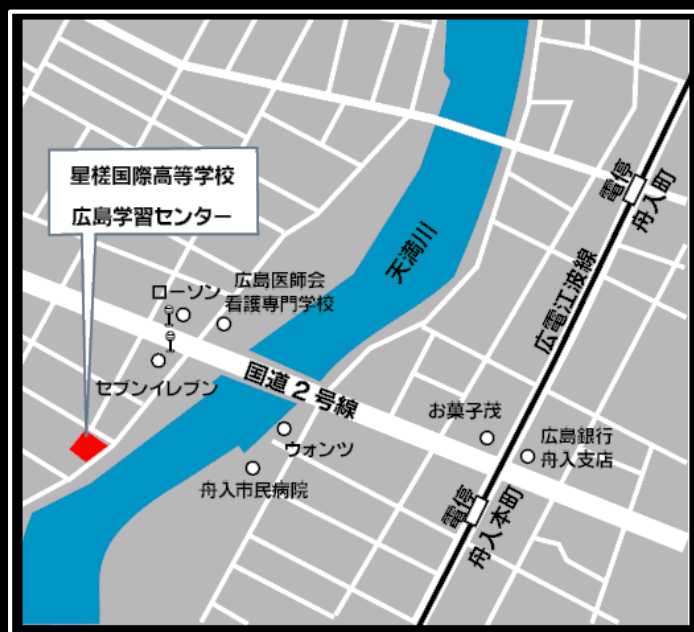 星槎国際高等学校
広島学習センター
電停
舟入町
天満川
広電江波線
広島医師会
看護専門学校
ローソン
セブンイレブン
国道2号線
お菓子茂
広島銀行
舟入支店
ウォンツ
舟入市民病院
電停
舟入本町